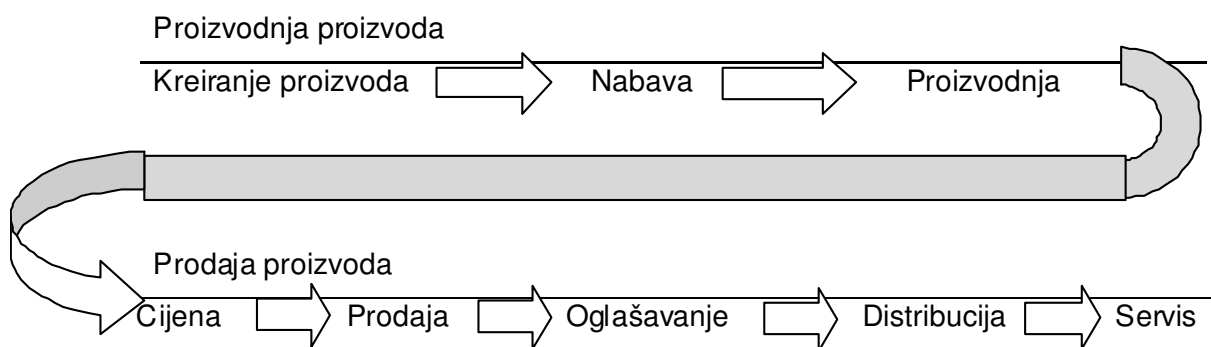 Proizvodnja proizvoda
Kreiranje proizvoda Nabava Proizvodnja
Prodaja proizvoda
Cijena Prodaja Oglašavanje Distribucija Servis